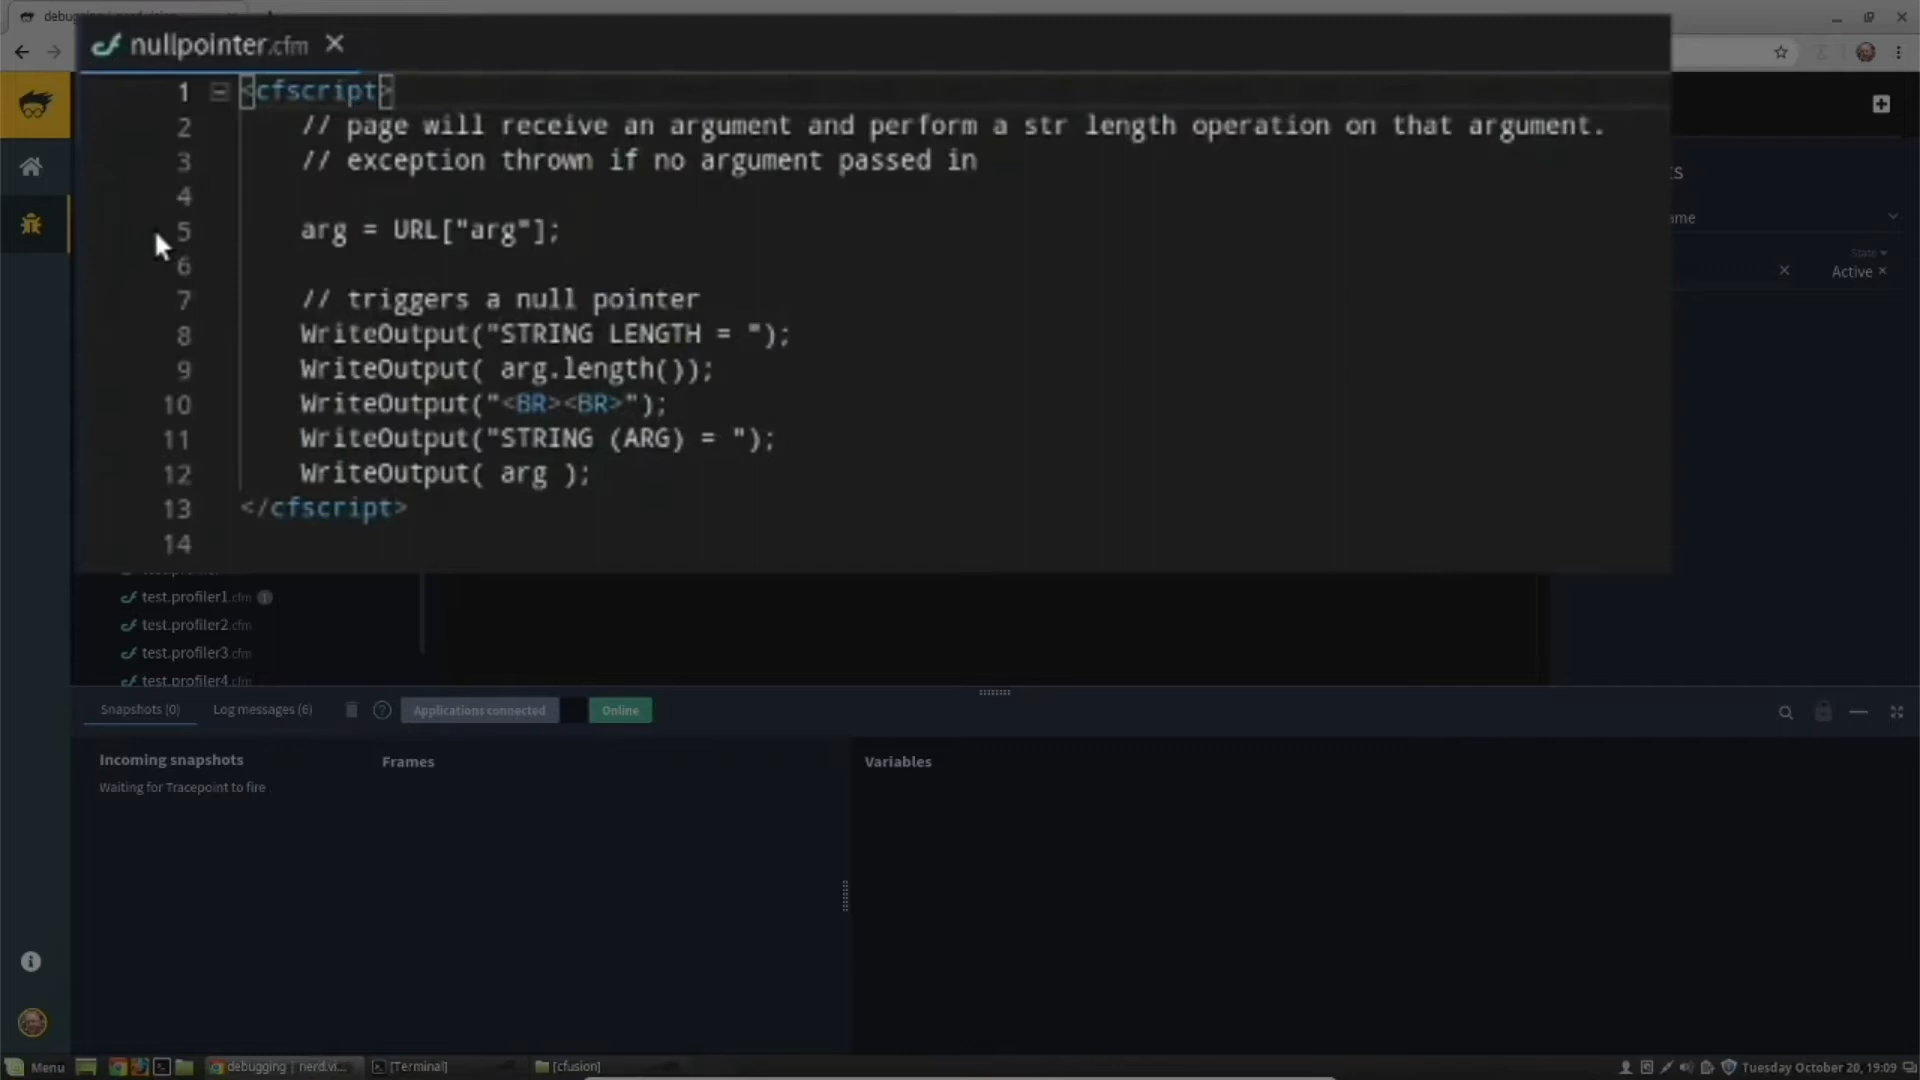 nullpointer.cfm
1 <cfscript>
2 // page will receive an argument and perform a str length operation on that argument.
3 // exception thrown if no argument passed in
4
5 arg = URL["arg"];
6
7 // triggers a null pointer
8 WriteOutput("STRING LENGTH = ");
9 WriteOutput( arg.length());
10 WriteOutput("<BR><BR>");
11 WriteOutput("STRING (ARG) = ");
12 WriteOutput( arg );
13 </cfscript>
14
State
Active
test.profiler1.cfm 1
test.profiler2.cfm
test.profiler3.cfm
test.profiler4.cfm
Snapshots (0) Log messages (6) Applications connected Online
Incoming snapshots Frames Variables
Waiting for Tracepoint to fire
Menu debugging | nerd.vi... [Terminal] [cfusion] Tuesday October 20, 19:09